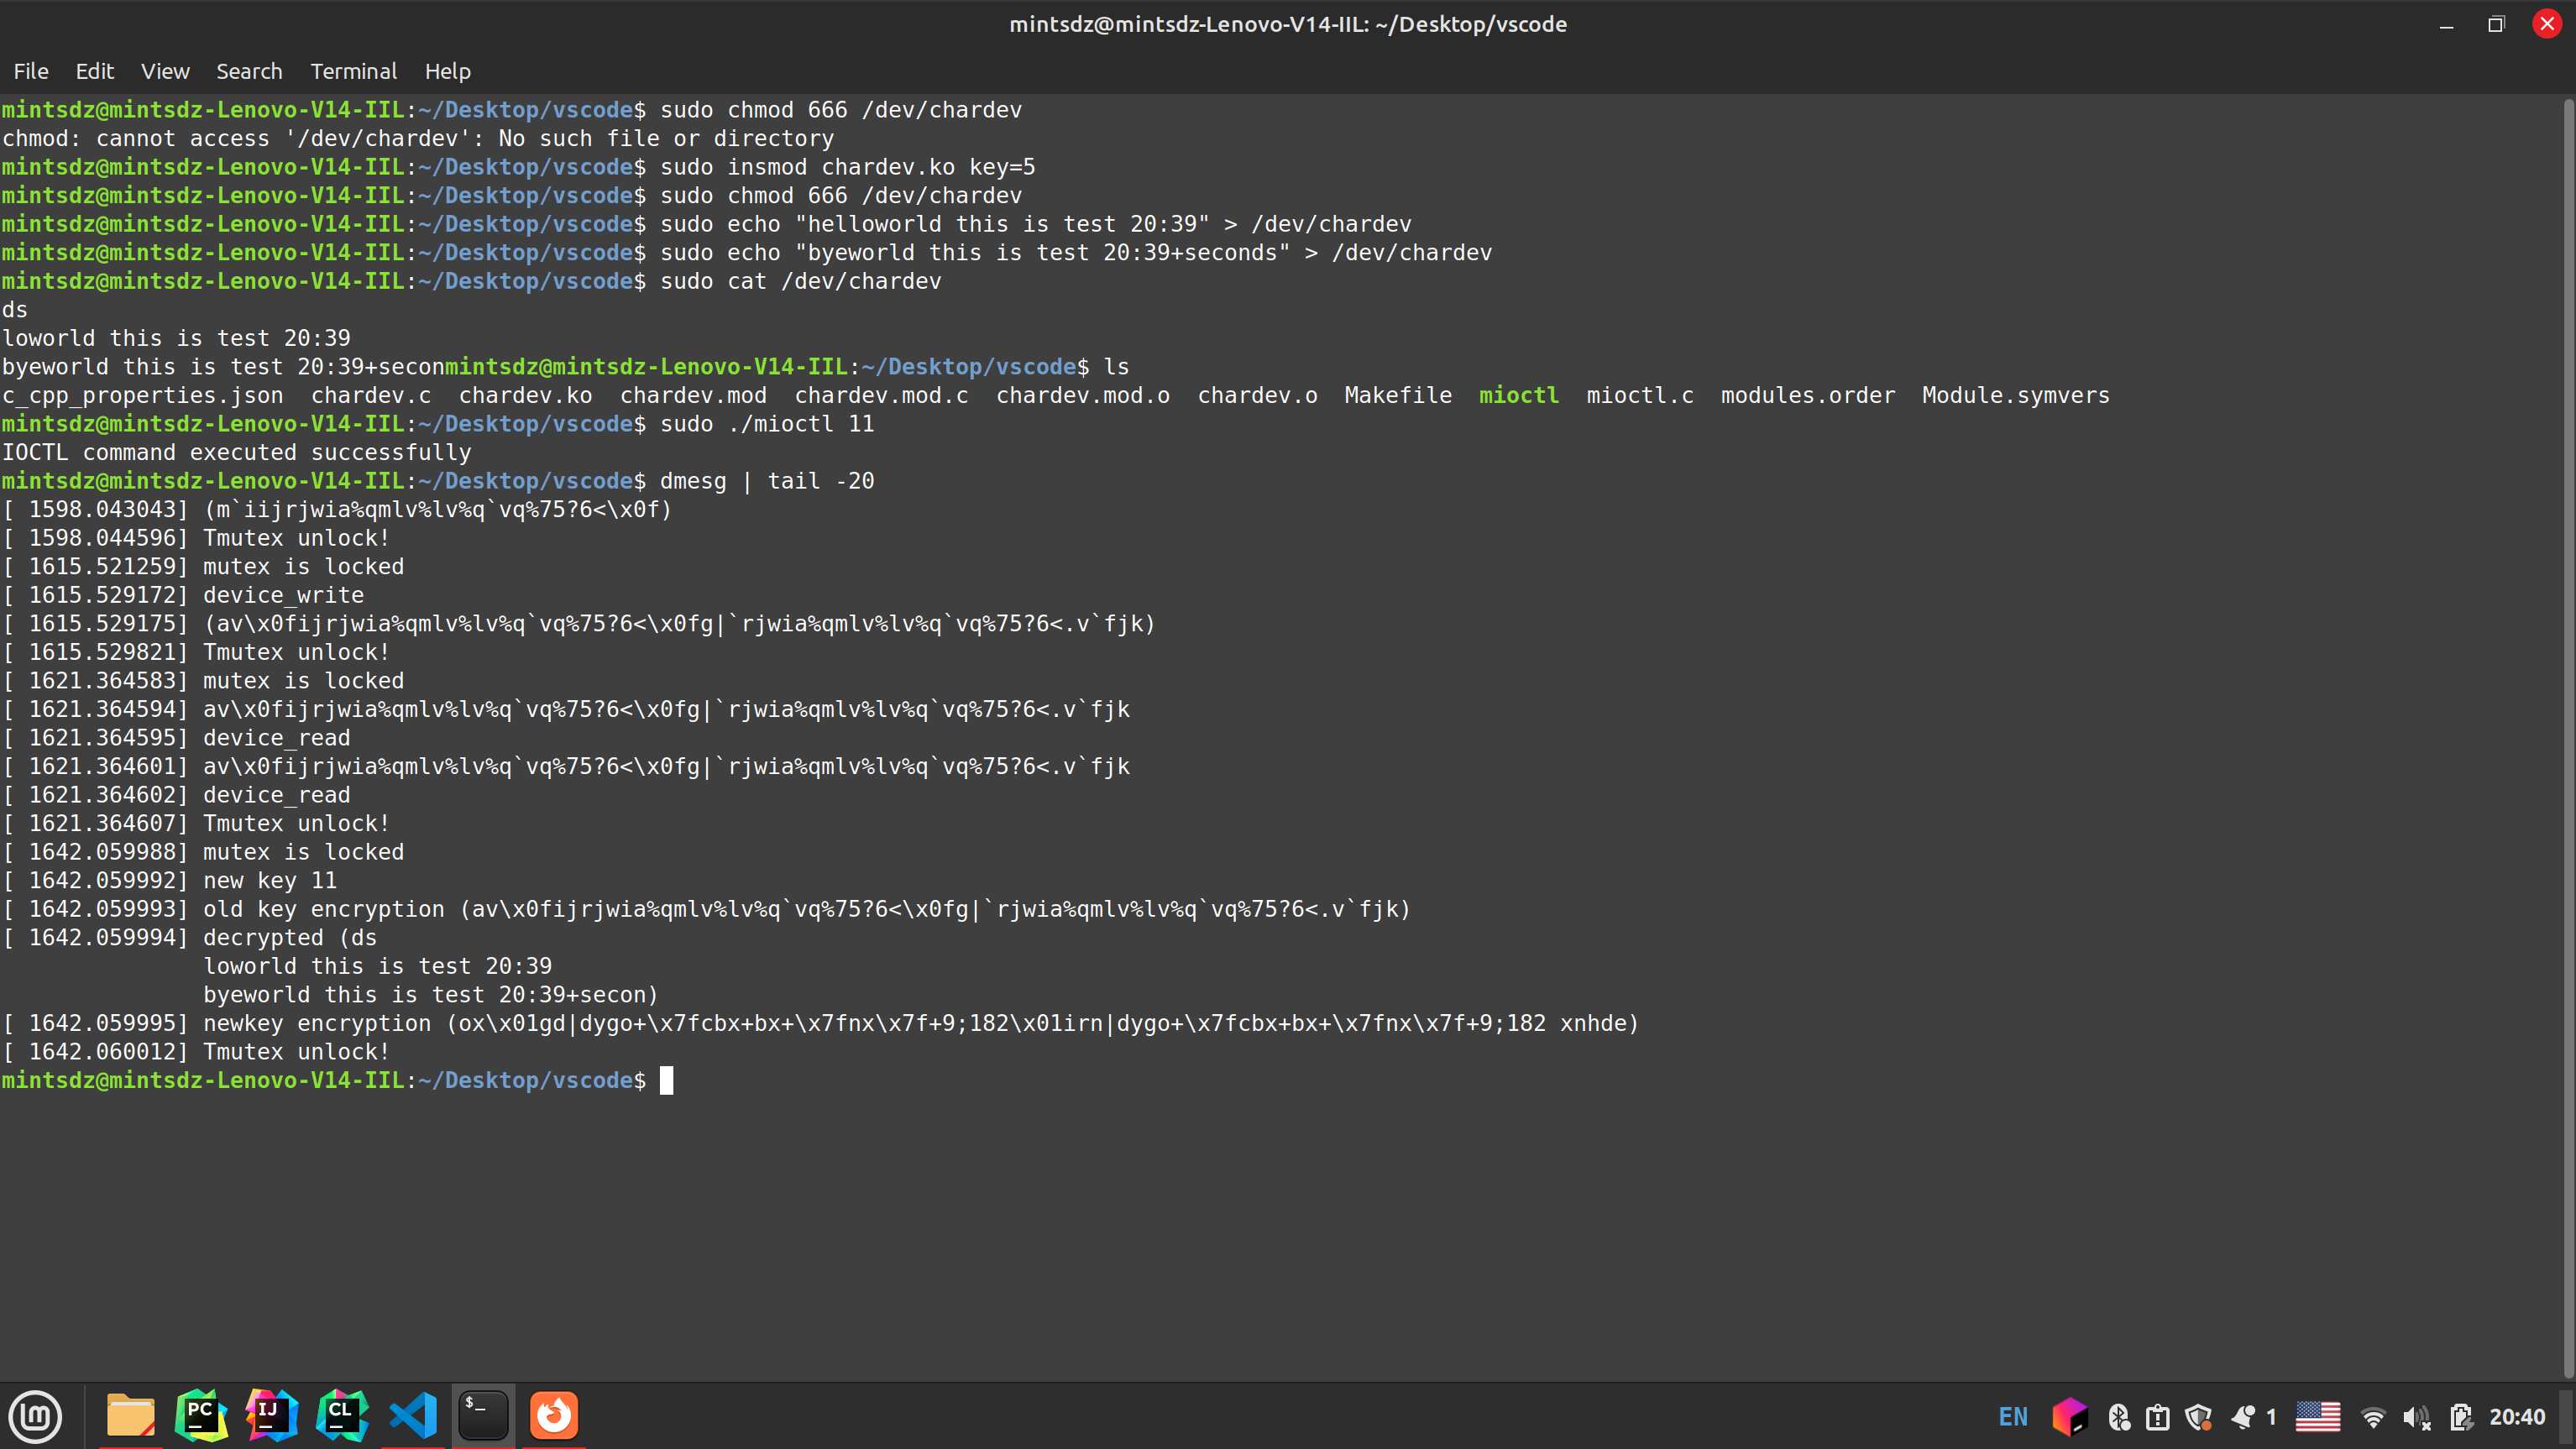 mintsdz@mintsdz-Lenovo-V14-IIL: ~/Desktop/vscode
File Edit View Search Terminal Help
mintsdz@mintsdz-Lenovo-V14-IIL:~/Desktop/vscode$ sudo chmod 666 /dev/chardev
chmod: cannot access '/dev/chardev': No such file or directory
mintsdz@mintsdz-Lenovo-V14-IIL:~/Desktop/vscode$ sudo insmod chardev.ko key=5
mintsdz@mintsdz-Lenovo-V14-IIL:~/Desktop/vscode$ sudo chmod 666 /dev/chardev
mintsdz@mintsdz-Lenovo-V14-IIL:~/Desktop/vscode$ sudo echo "helloworld this is test 20:39" > /dev/chardev
mintsdz@mintsdz-Lenovo-V14-IIL:~/Desktop/vscode$ sudo echo "byeworld this is test 20:39+seconds" > /dev/chardev
mintsdz@mintsdz-Lenovo-V14-IIL:~/Desktop/vscode$ sudo cat /dev/chardev
ds
loworld this is test 20:39
byeworld this is test 20:39+seconmintsdz@mintsdz-Lenovo-V14-IIL:~/Desktop/vscode$ ls
c_cpp_properties.json  chardev.c  chardev.ko  chardev.mod  chardev.mod.c  chardev.mod.o  chardev.o  Makefile  mioctl  mioctl.c  modules.order  Module.symvers
mintsdz@mintsdz-Lenovo-V14-IIL:~/Desktop/vscode$ sudo ./mioctl 11
IOCTL command executed successfully
mintsdz@mintsdz-Lenovo-V14-IIL:~/Desktop/vscode$ dmesg | tail -20
[ 1598.043043] (m`iijrjwia%qmlv%lv%q`vq%75?6<\x0f)
[ 1598.044596] Tmutex unlock!
[ 1615.521259] mutex is locked
[ 1615.529172] device_write
[ 1615.529175] (av\x0fijrjwia%qmlv%lv%q`vq%75?6<\x0fg|`rjwia%qmlv%lv%q`vq%75?6<.v`fjk)
[ 1615.529821] Tmutex unlock!
[ 1621.364583] mutex is locked
[ 1621.364594] av\x0fijrjwia%qmlv%lv%q`vq%75?6<\x0fg|`rjwia%qmlv%lv%q`vq%75?6<.v`fjk
[ 1621.364595] device_read
[ 1621.364601] av\x0fijrjwia%qmlv%lv%q`vq%75?6<\x0fg|`rjwia%qmlv%lv%q`vq%75?6<.v`fjk
[ 1621.364602] device_read
[ 1621.364607] Tmutex unlock!
[ 1642.059988] mutex is locked
[ 1642.059992] new key 11
[ 1642.059993] old key encryption (av\x0fijrjwia%qmlv%lv%q`vq%75?6<\x0fg|`rjwia%qmlv%lv%q`vq%75?6<.v`fjk)
[ 1642.059994] decrypted (ds
loworld this is test 20:39
byeworld this is test 20:39+secon)
[ 1642.059995] newkey encryption (ox\x01gd|dygo+\x7fcbx+bx+\x7fnx\x7f+9;182\x01irn|dygo+\x7fcbx+bx+\x7fnx\x7f+9;182 xnhde)
[ 1642.060012] Tmutex unlock!
mintsdz@mintsdz-Lenovo-V14-IIL:~/Desktop/vscode$
PC IJ CL $_ EN 1 20:40